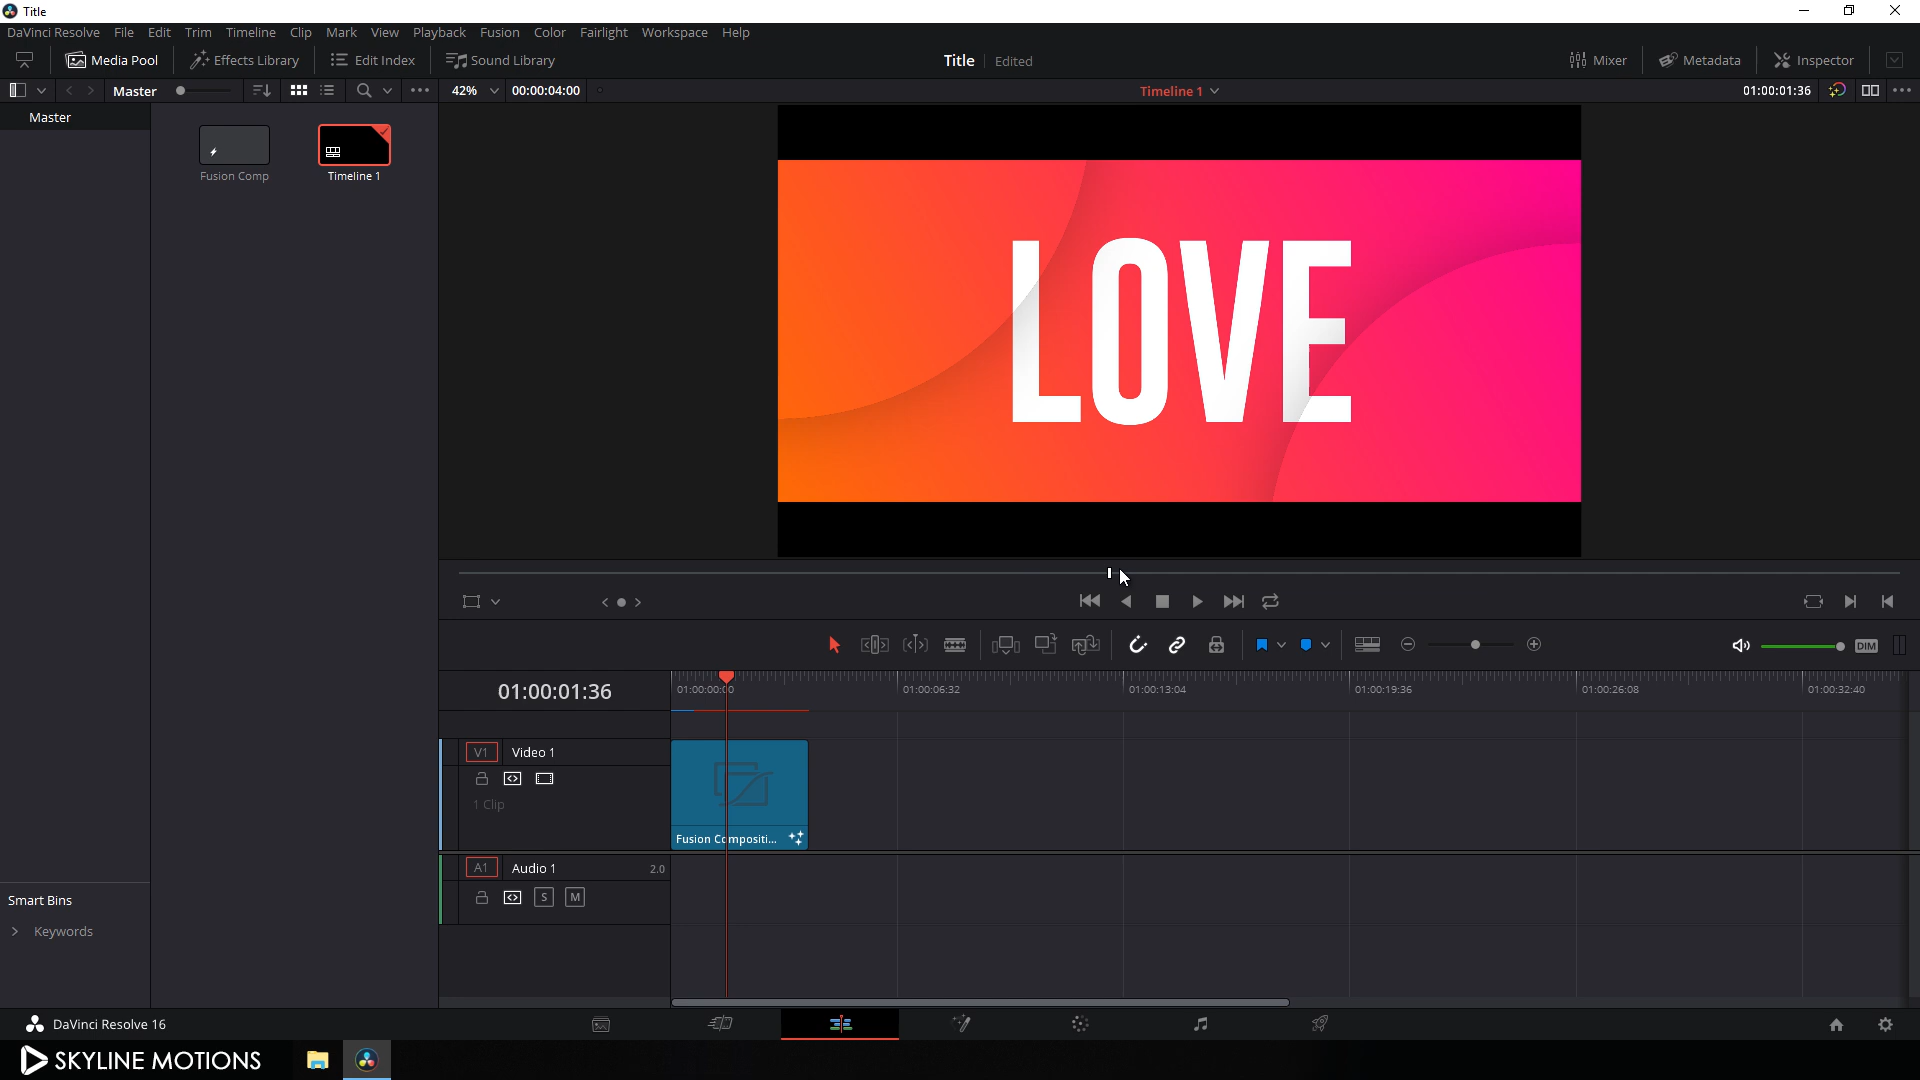 Title
DaVinci Resolve File Edit Trim Timeline Clip Mark View Playback Fusion Color Fairlight Workspace Help
Media Pool Effects Library Edit Index Sound Library Title Edited Mixer Metadata Inspector
Master 42% 00:00:04:00 Timeline 1 01:00:01:36
Master
Fusion Comp Timeline 1
LOVE
DIM
01:00:01:36 01:00:00:00 01:00:06:32 01:00:13:04 01:00:19:36 01:00:26:08 01:00:32:40
V1 Video 1
1 Clip
Fusion Compositi...
A1 Audio 1 2.0
S M
Smart Bins
Keywords
DaVinci Resolve 16
SKYLINE MOTIONS